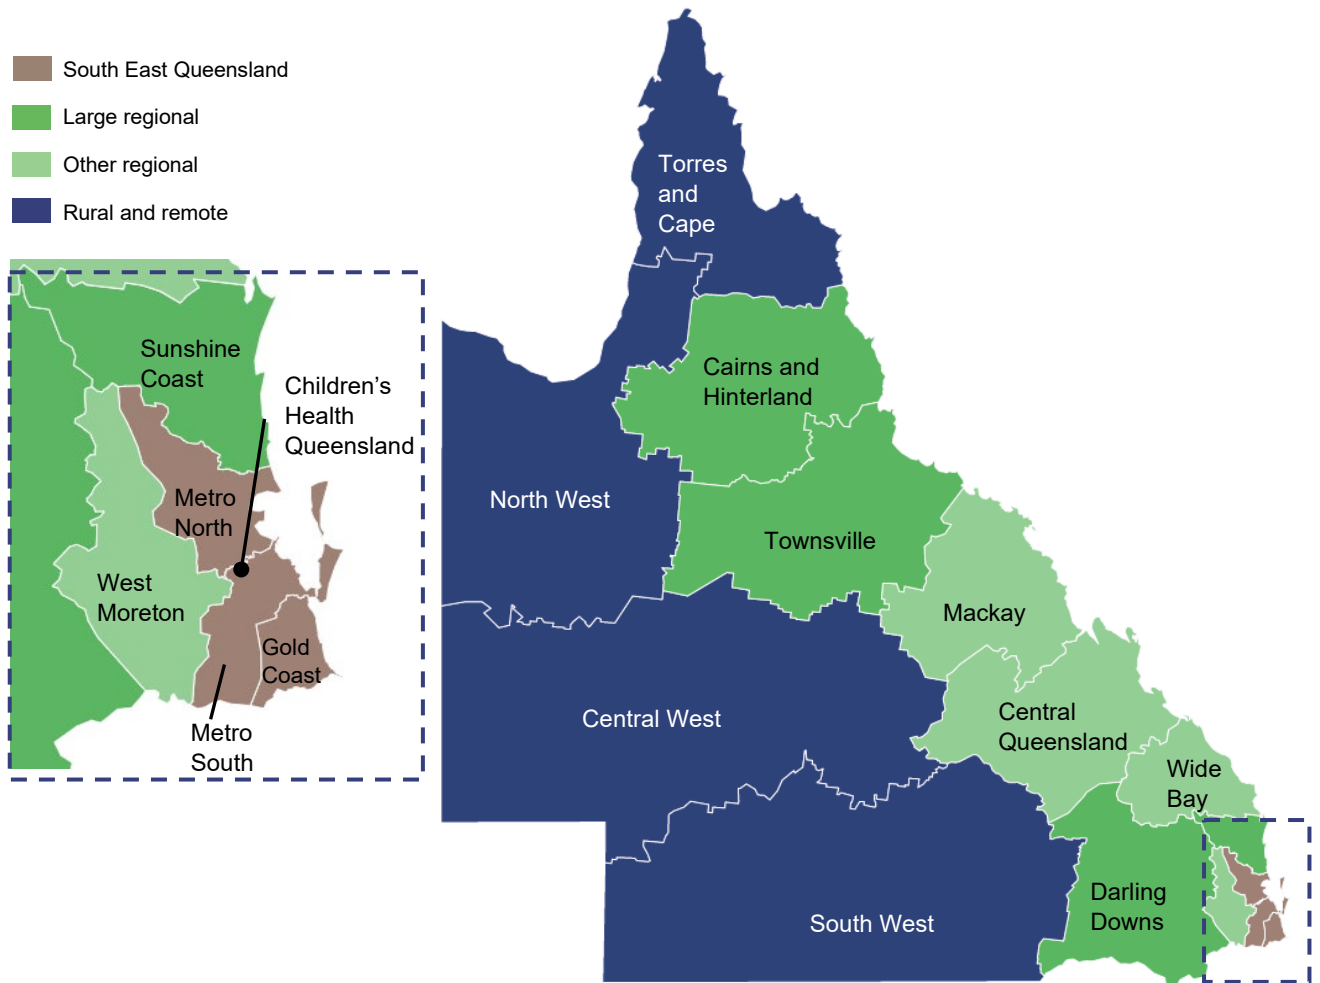 South East Queensland
Large regional
Other regional
Rural and remote
Torres
and
Cape
Sunshine
Coast
Children’s
Health
Queensland
Cairns and
Hinterland
Metro
North
North West
Townsville
West
Moreton
Mackay
Gold
Coast
Central West
Central
Queensland
Metro
South
Wide
Bay
Darling
Downs
South West